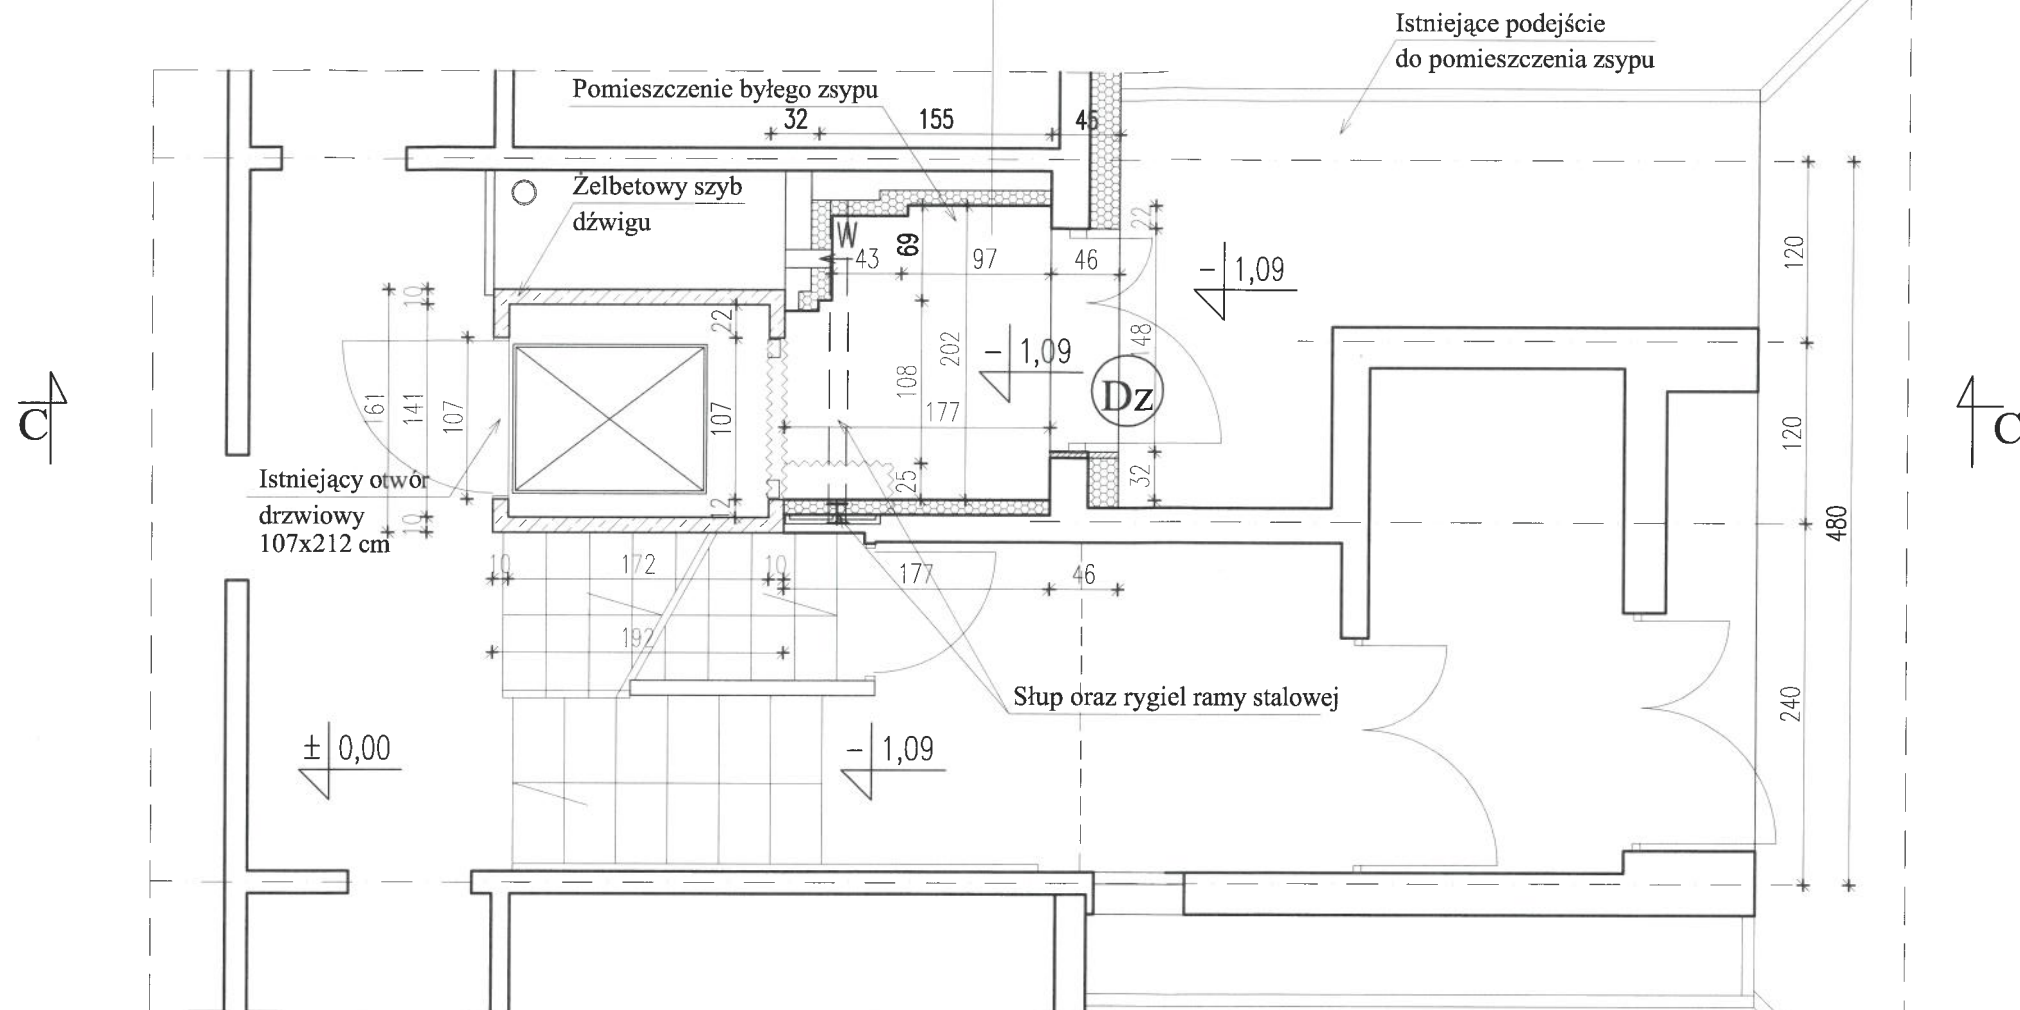 Istniejące podejście
do pomieszczenia zsypu
Pomieszczenie byłego zsypu
32
155
45
Żelbetowy szyb
dźwigu
W
43
69
97
46
22
- 1,09
120
10
22
161
141
107
107
108
202
177
- 1,09
148
Dz
120
C
C
Istniejący otwór
drzwiowy
107x212 cm
10
12
25
32
480
10
172
10
177
46
192
Słup oraz rygiel ramy stalowej
240
± 0,00
- 1,09